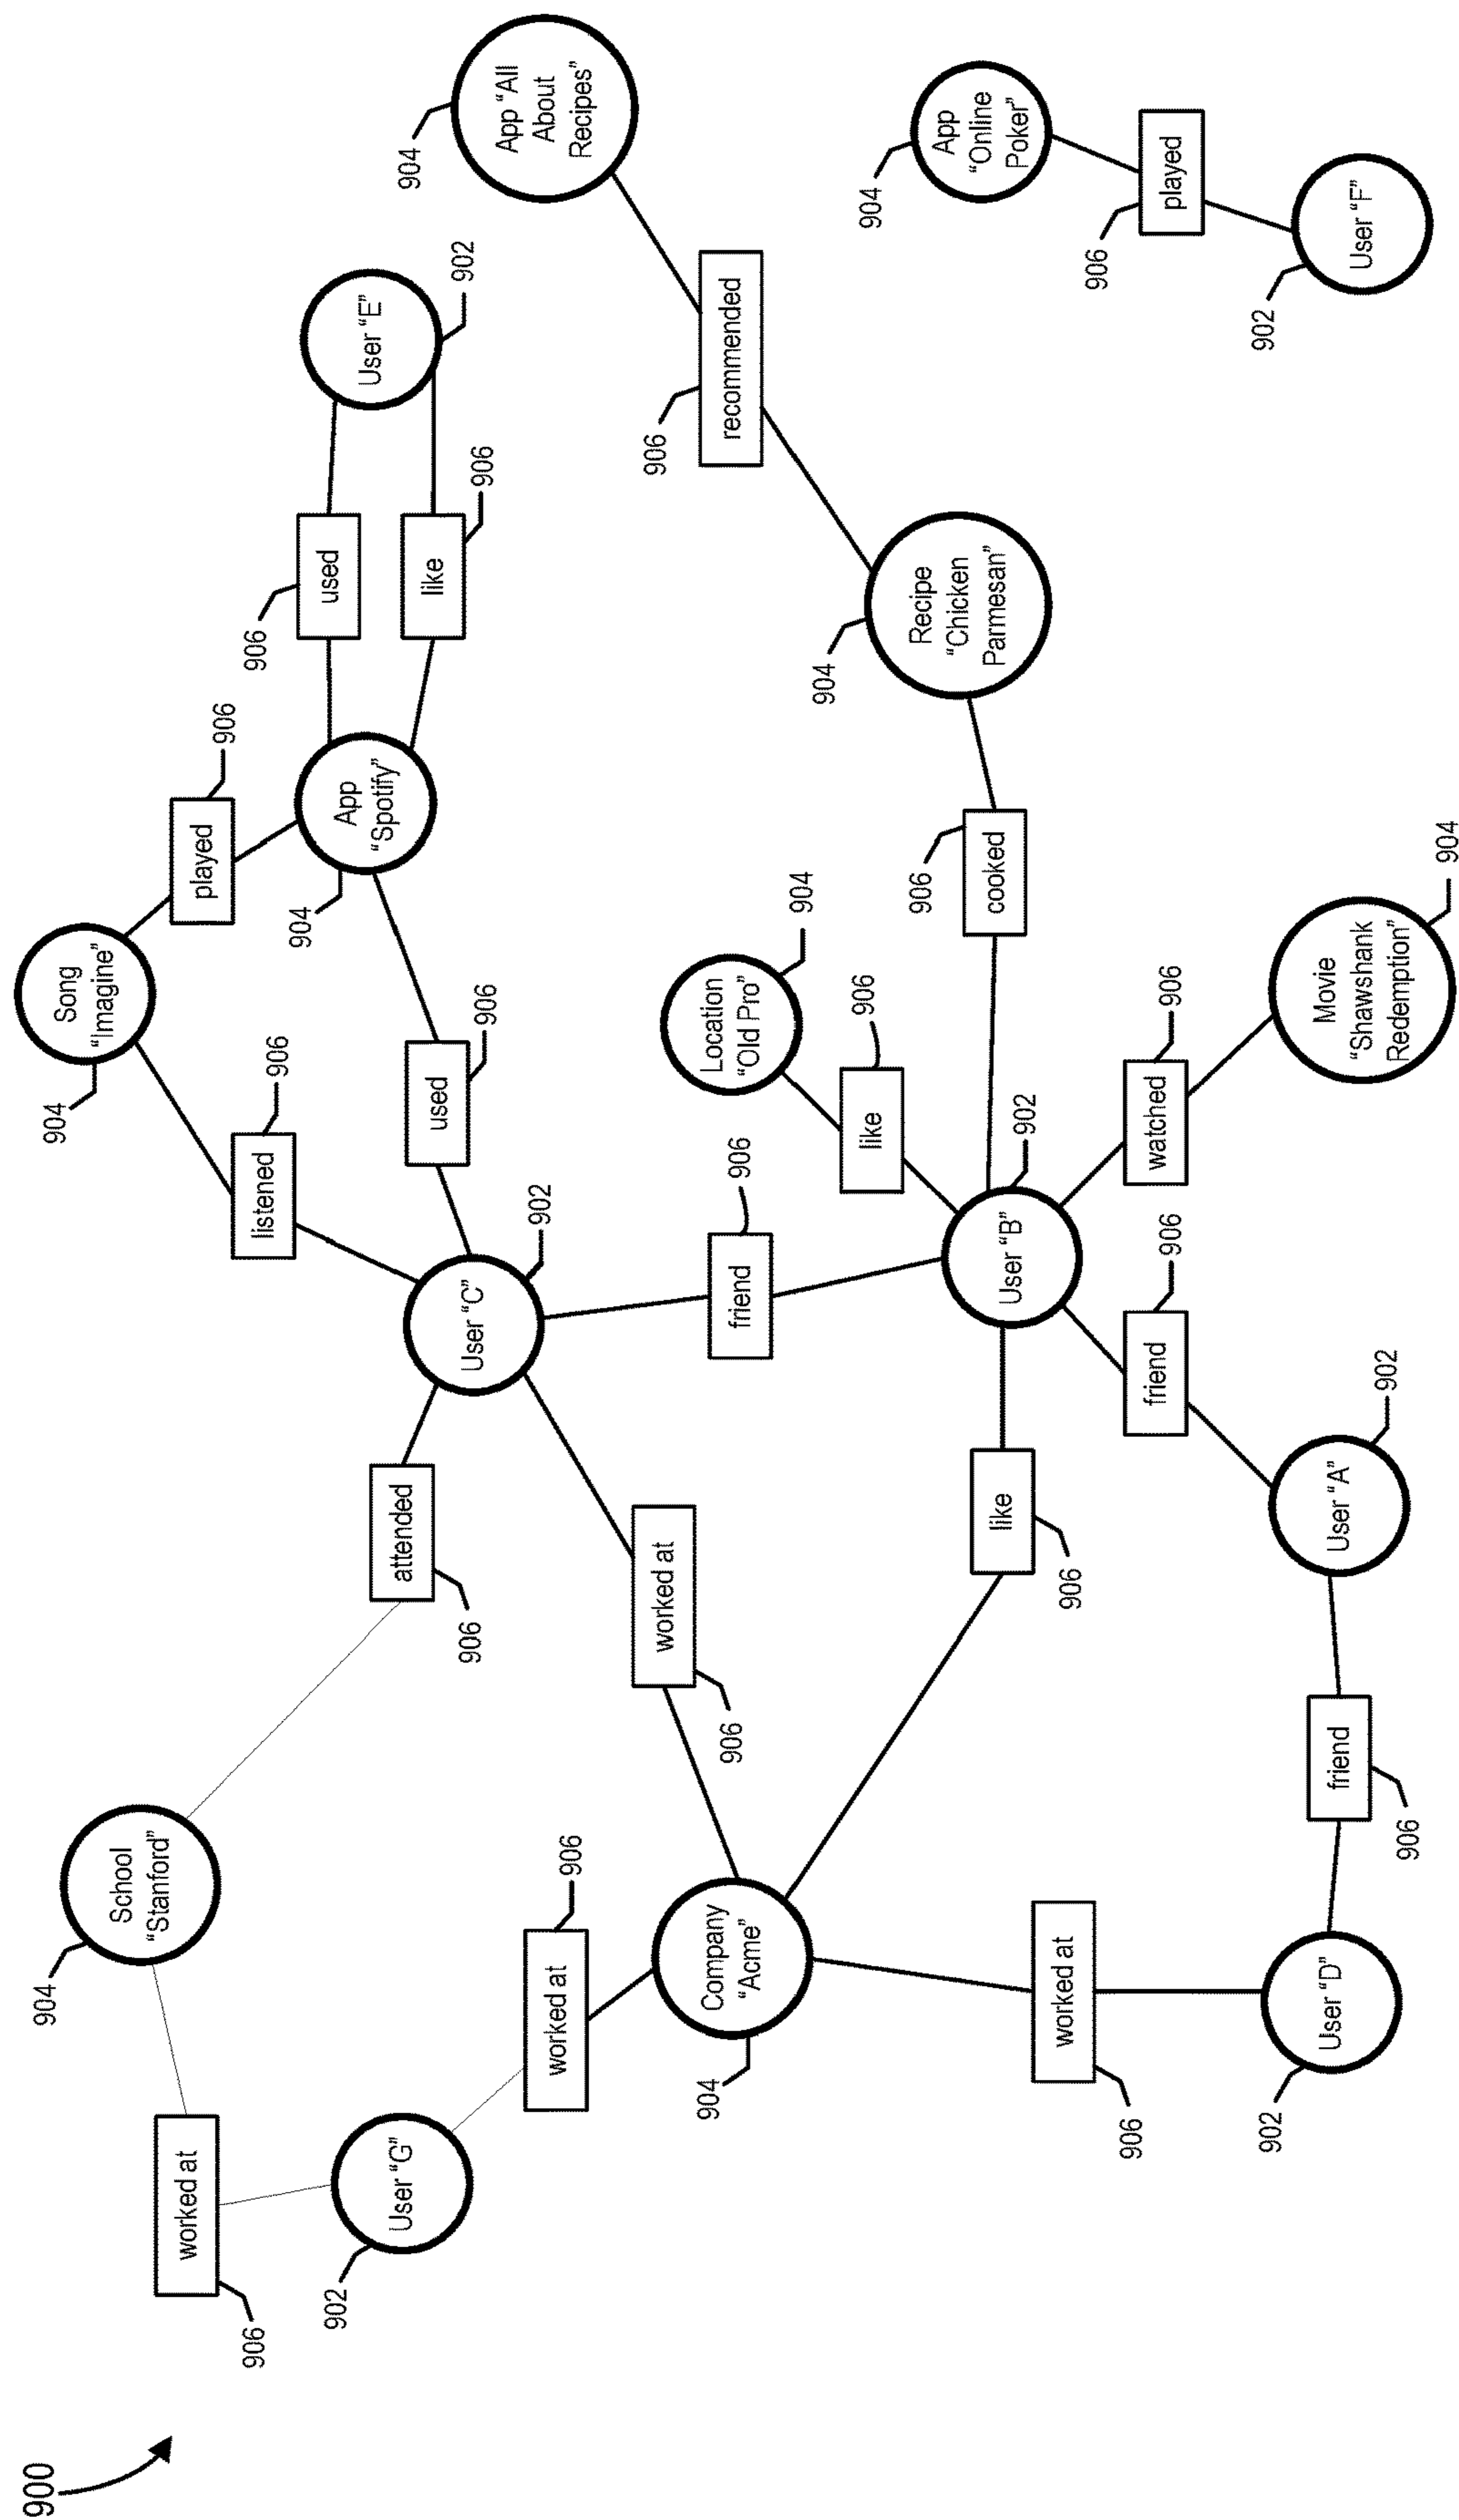 900
904
School
"Stanford"
904
Song
"Imagine"
worked at
906
played
906
906
listened
906
906
used
User "E"
902
902
User "G"
904
App
"Spotify"
attended
906
like
906
904
App "All
About
Recipes"
User "C"
902
used
906
worked at
906
worked at
906
906
recommended
904
Company
"Acme"
friend
906
Location
"Old Pro"
904
like
906
904
Recipe
"Chicken
Parmesan"
906
cooked
904
App
"Online
Poker"
like
906
User "B"
902
worked at
906
friend
906
watched
906
906
played
902
User "D"
friend
906
User "A"
902
Movie
"Shawshank
Redemption"
904
902
User "F"